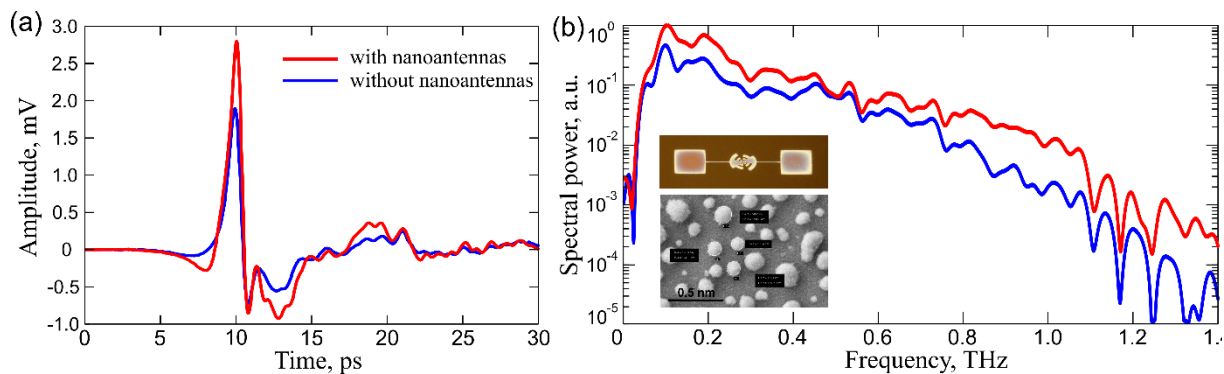 (a)
3.0
2.5
2.0
1.5
1.0
0.5
0
-0.5
-1.0
Amplitude, mV
with nanoantennas
without nanoantennas
0 5 10 15 20 25 30
Time, ps
(b)
10⁰
10⁻¹
10⁻²
10⁻³
10⁻⁴
10⁻⁵
Spectral power, a.u.
0.5 nm
0 0.2 0.4 0.6 0.8 1.0 1.2 1.4
Frequency, THz